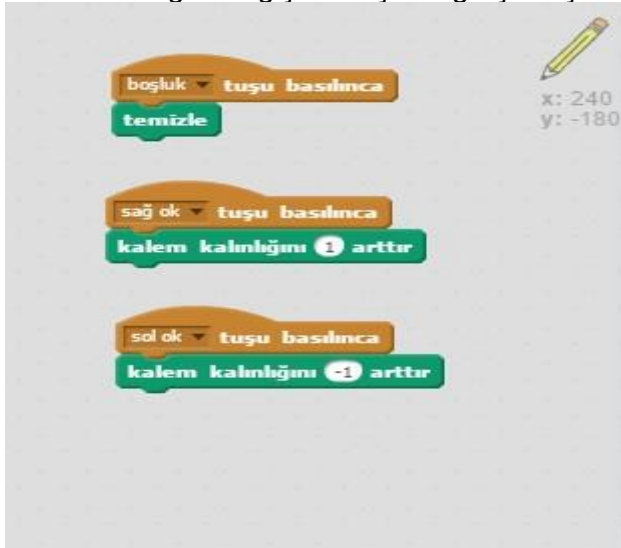 boşluk tuşu basılınca
temizle
x: 240
y: -180
sağ ok tuşu basılınca
kalem kalınlığını 1 arttır
sol ok tuşu basılınca
kalem kalınlığını -1 arttır